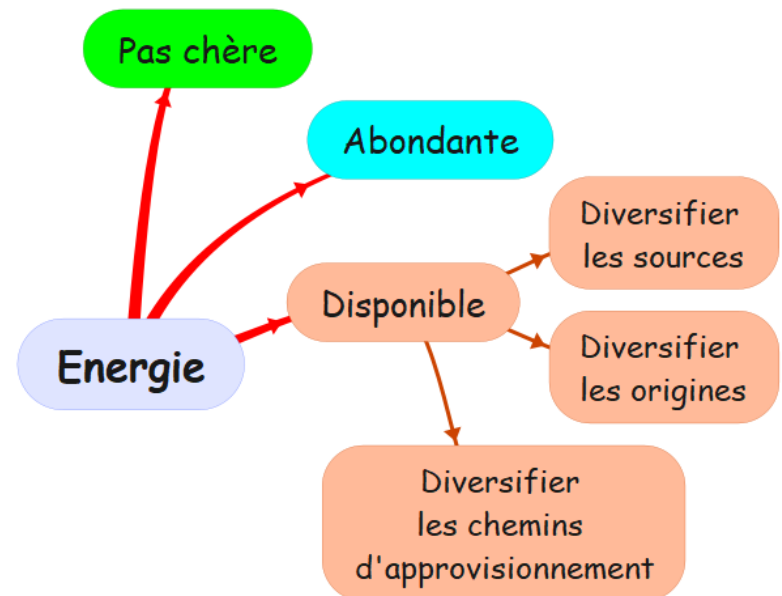 Pas chère
Abondante
Diversifier
les sources
Disponible
Energie
Diversifier
les origines
Diversifier
les chemins
d'approvisionnement